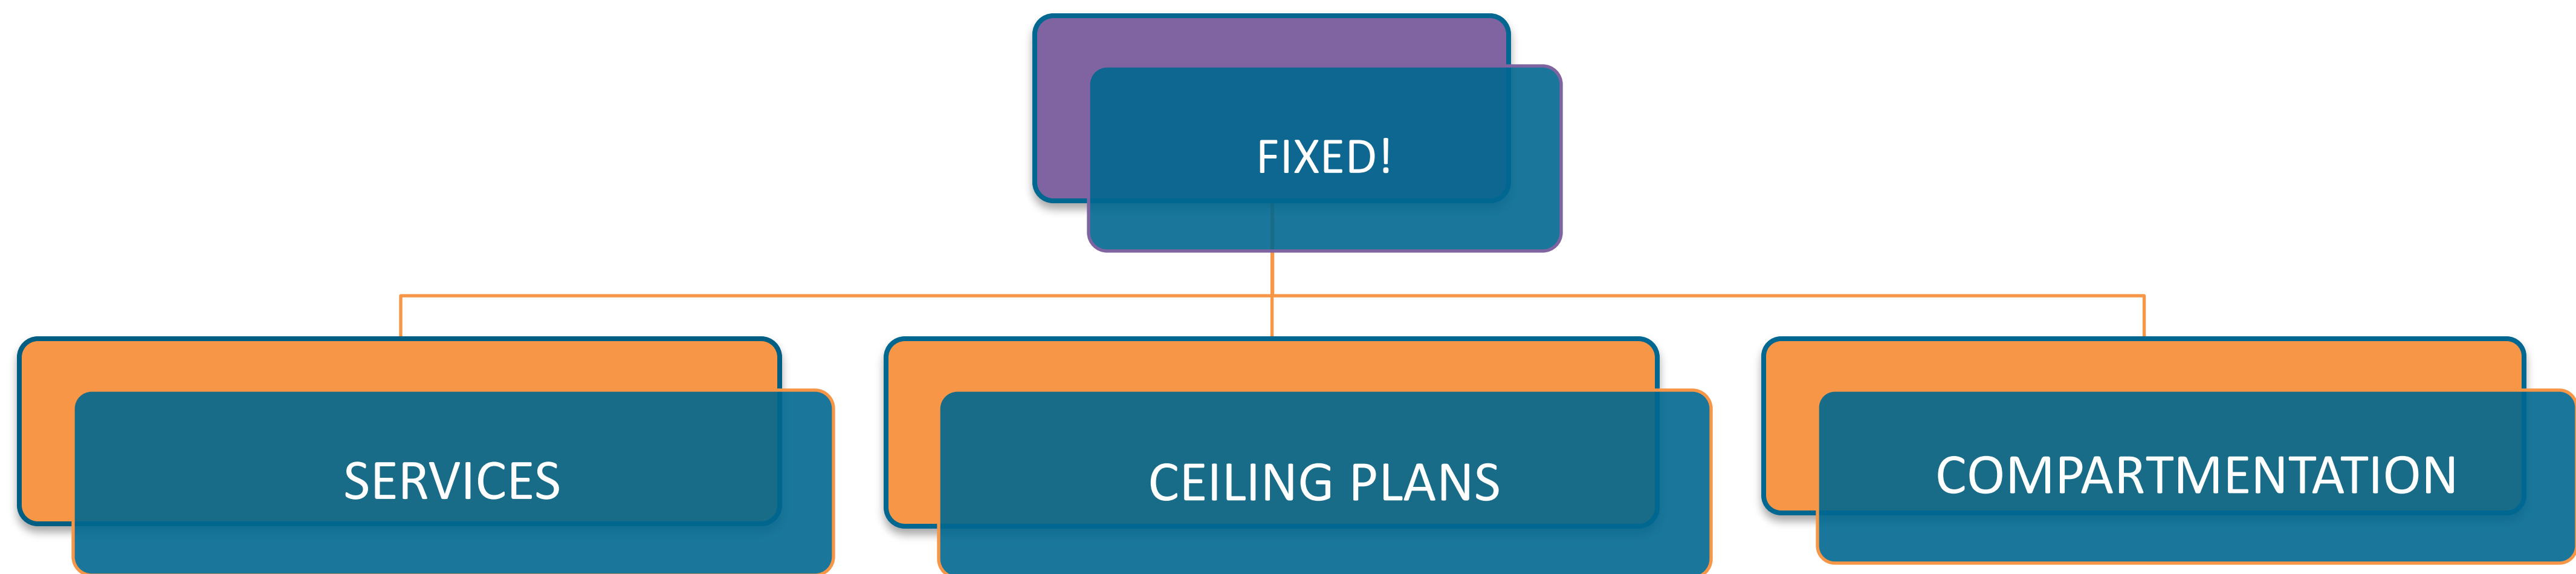 FIXED!
SERVICES
CEILING PLANS
COMPARTMENTATION